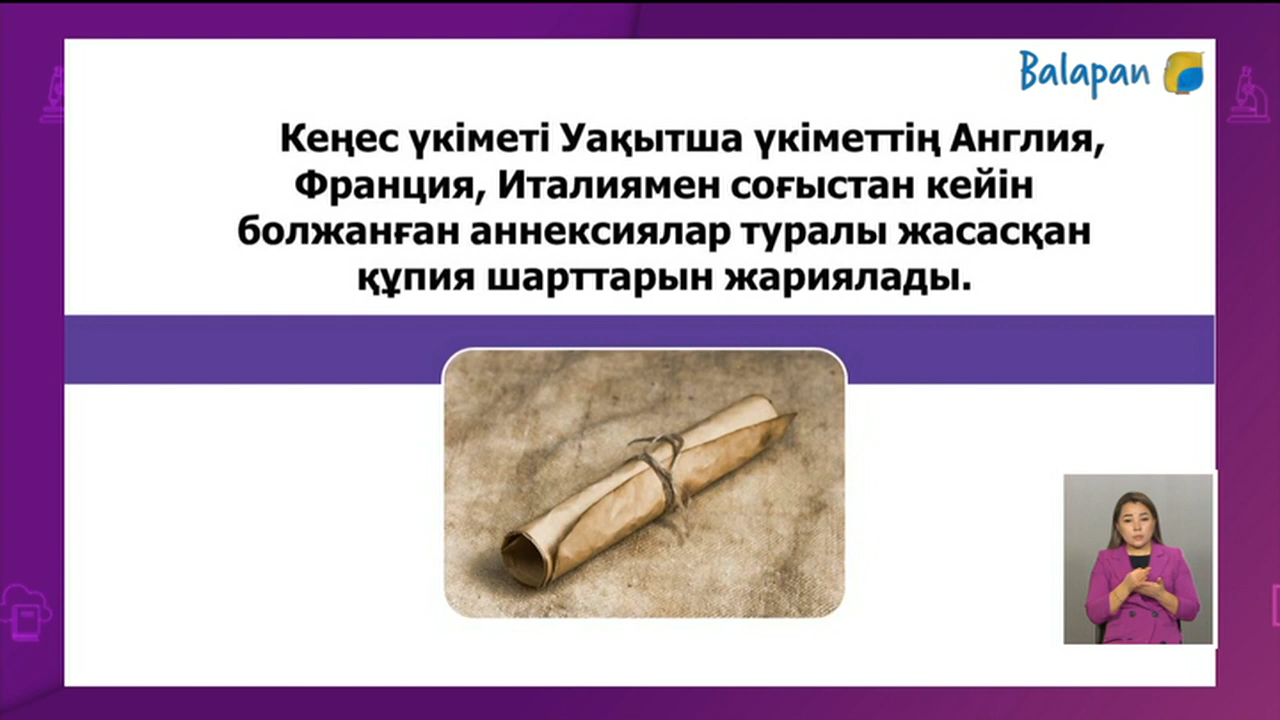 Balapan
Кеңес үкіметі Уақытша үкіметтің Англия,
Франция, Италиямен соғыстан кейін
болжанған аннексиялар туралы жасасқан
құпия шарттарын жариялады.